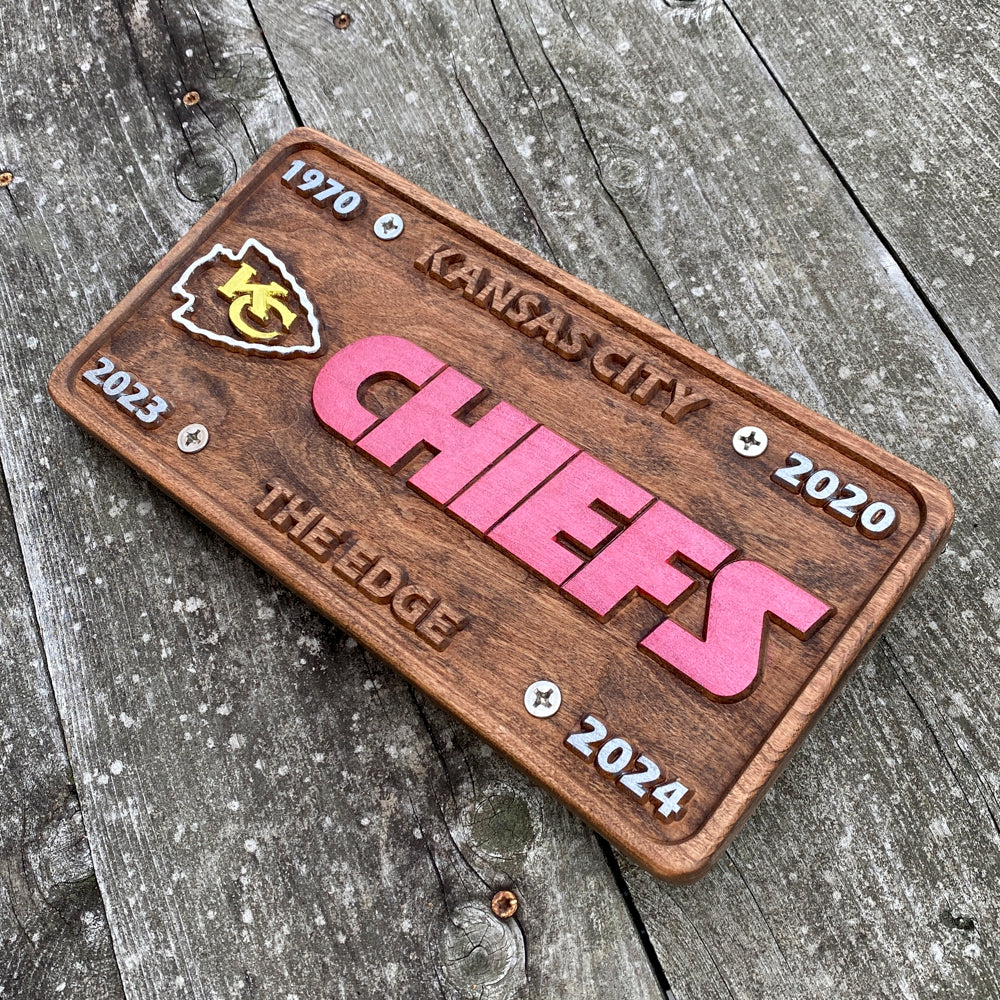 1970
KANSAS CITY
2020
KC
CHIEFS
2023
THE EDGE
2024